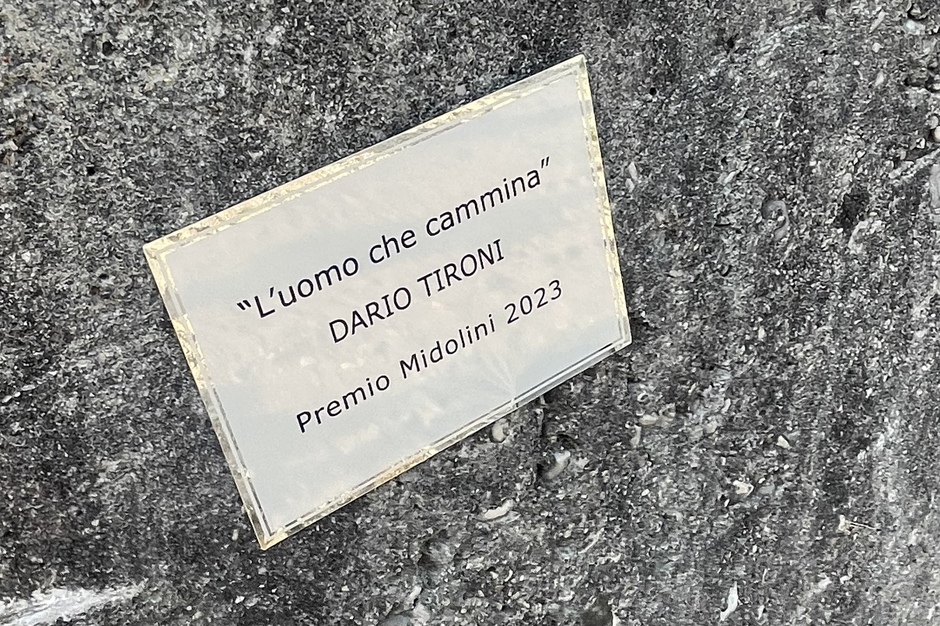 “L’uomo che cammina”
DARIO TIRONI
Premio Midolini 2023